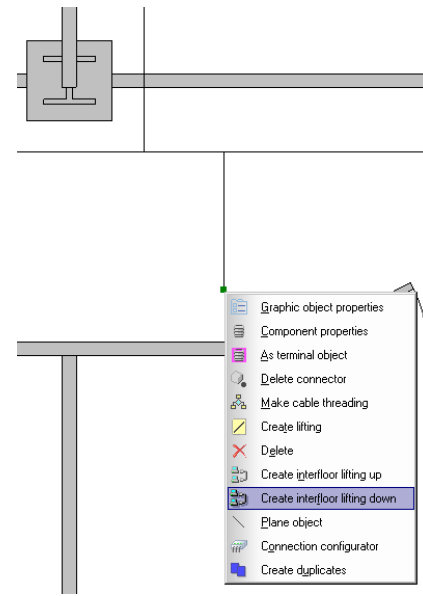 Graphic object properties
Component properties
As terminal object
Delete connector
Make cable threading
Create lifting
Delete
Create interfloor lifting up
Create interfloor lifting down
Plane object
Connection configurator
Create duplicates